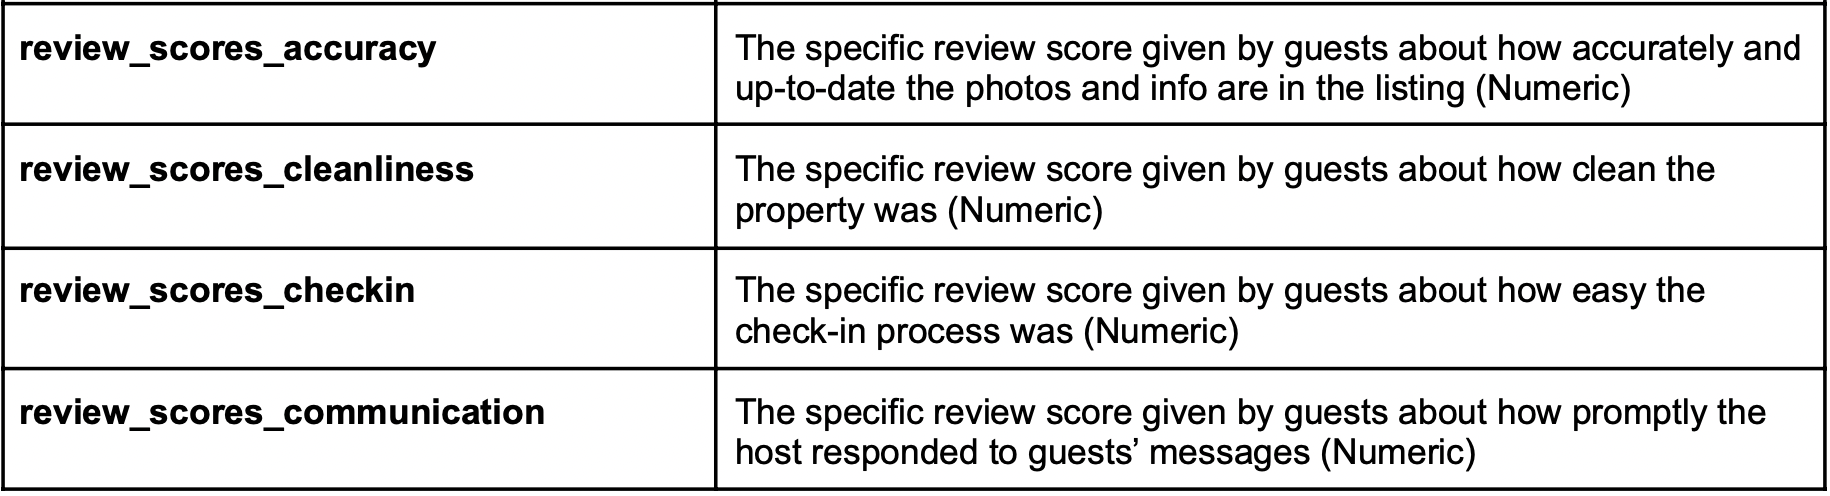 review_scores_accuracy
The specific review score given by guests about how accurately and
up-to-date the photos and info are in the listing (Numeric)
review_scores_cleanliness
The specific review score given by guests about how clean the
property was (Numeric)
review_scores_checkin
The specific review score given by guests about how easy the
check-in process was (Numeric)
review_scores_communication
The specific review score given by guests about how promptly the
host responded to guests’ messages (Numeric)